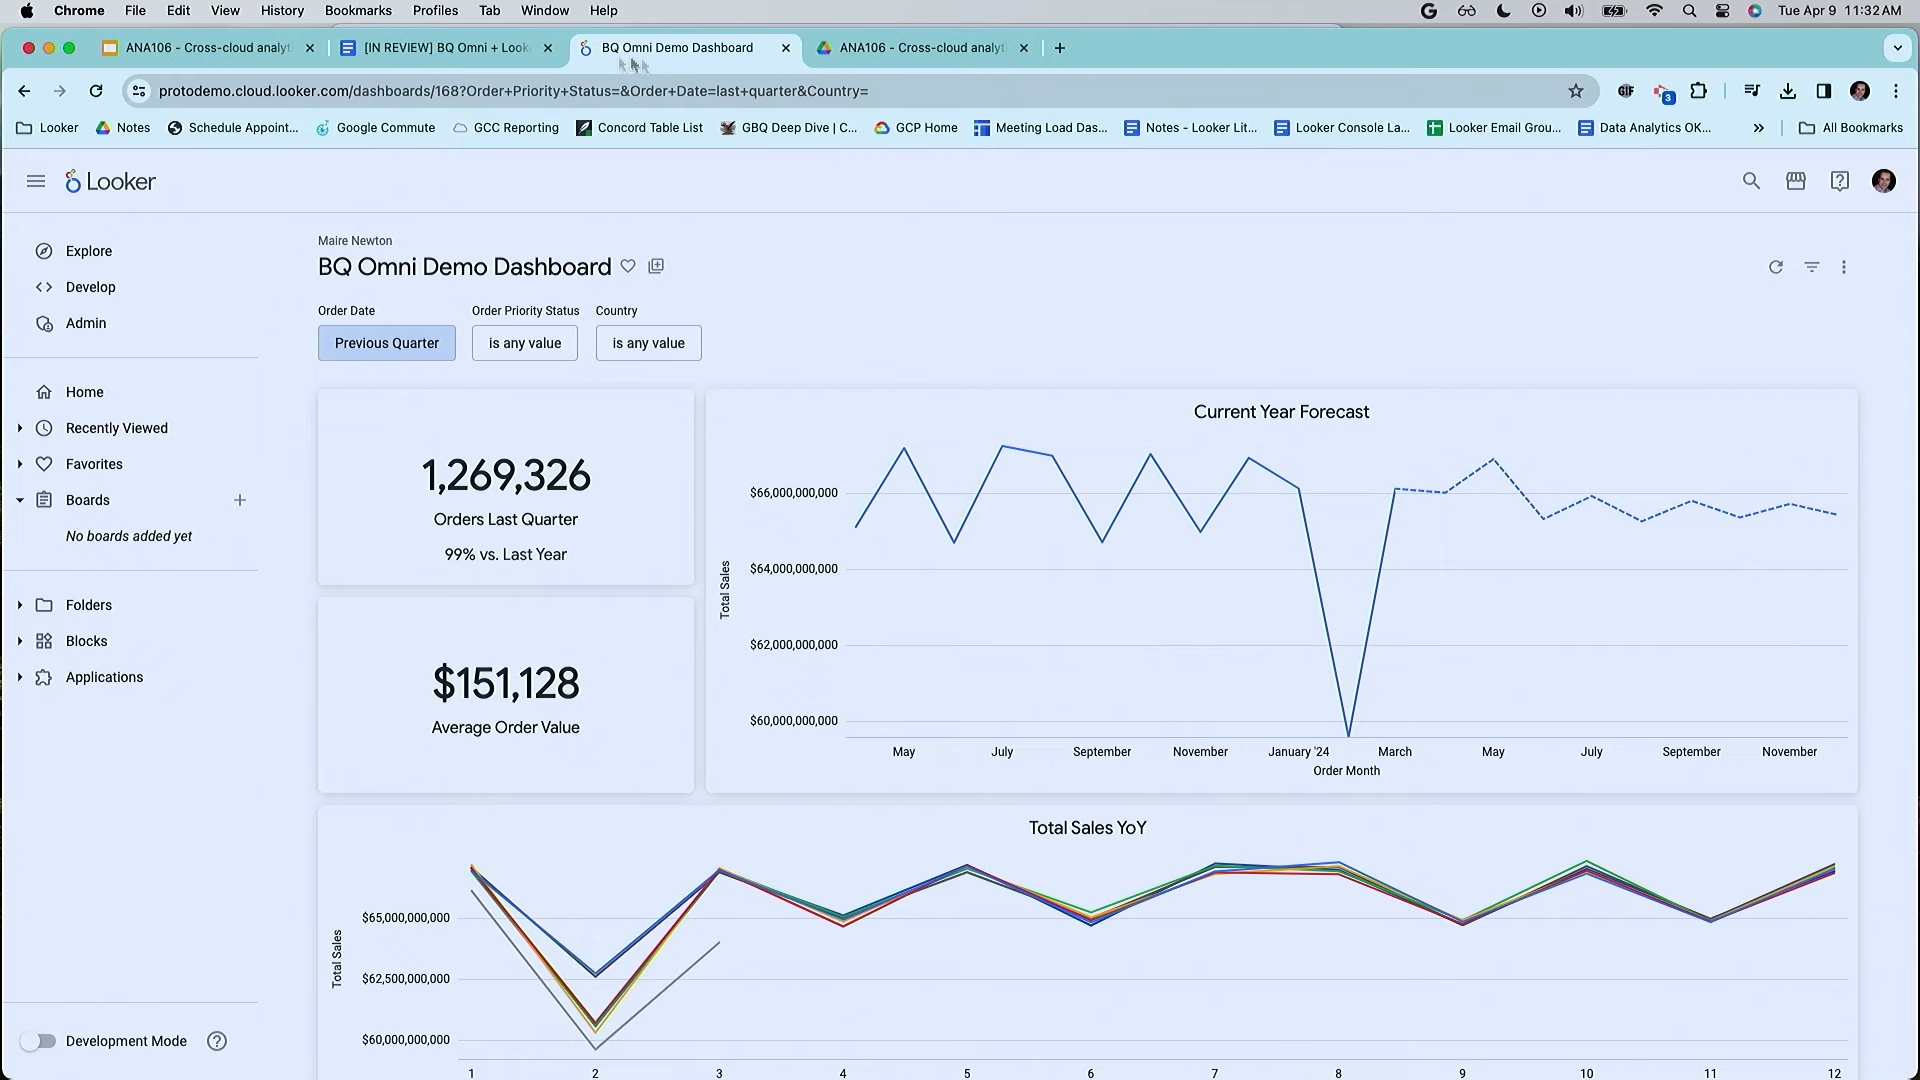 Chrome File Edit View History Bookmarks Profiles Tab Window Help Tue Apr 9 11:32 AM
ANA106 - Cross-cloud analyt
[IN REVIEW] BQ Omni + Look
BQ Omni Demo Dashboard
ANA106 - Cross-cloud analyt
protodemo.cloud.looker.com/dashboards/168?Order+Priority+Status=&Order+Date=last+quarter&Country=
GIF
3
Looker Notes Schedule Appoint... Google Commute GCC Reporting Concord Table List GBQ Deep Dive | C... GCP Home Meeting Load Das... Notes - Looker Lit... Looker Console La... Looker Email Grou... Data Analytics OK... » All Bookmarks
Looker
Explore
Develop
Admin
Home
Recently Viewed
Favorites
Boards
No boards added yet
Folders
Blocks
Applications
Development Mode
Maire Newton
BQ Omni Demo Dashboard
Order Date Order Priority Status Country
Previous Quarter is any value is any value
1,269,326
Orders Last Quarter
99% vs. Last Year
$151,128
Average Order Value
Current Year Forecast
Total Sales
$66,000,000,000
$64,000,000,000
$62,000,000,000
$60,000,000,000
May July September November January '24 March May July September November
Order Month
Total Sales YoY
Total Sales
$65,000,000,000
$62,500,000,000
$60,000,000,000
1 2 3 4 5 6 7 8 9 10 11 12